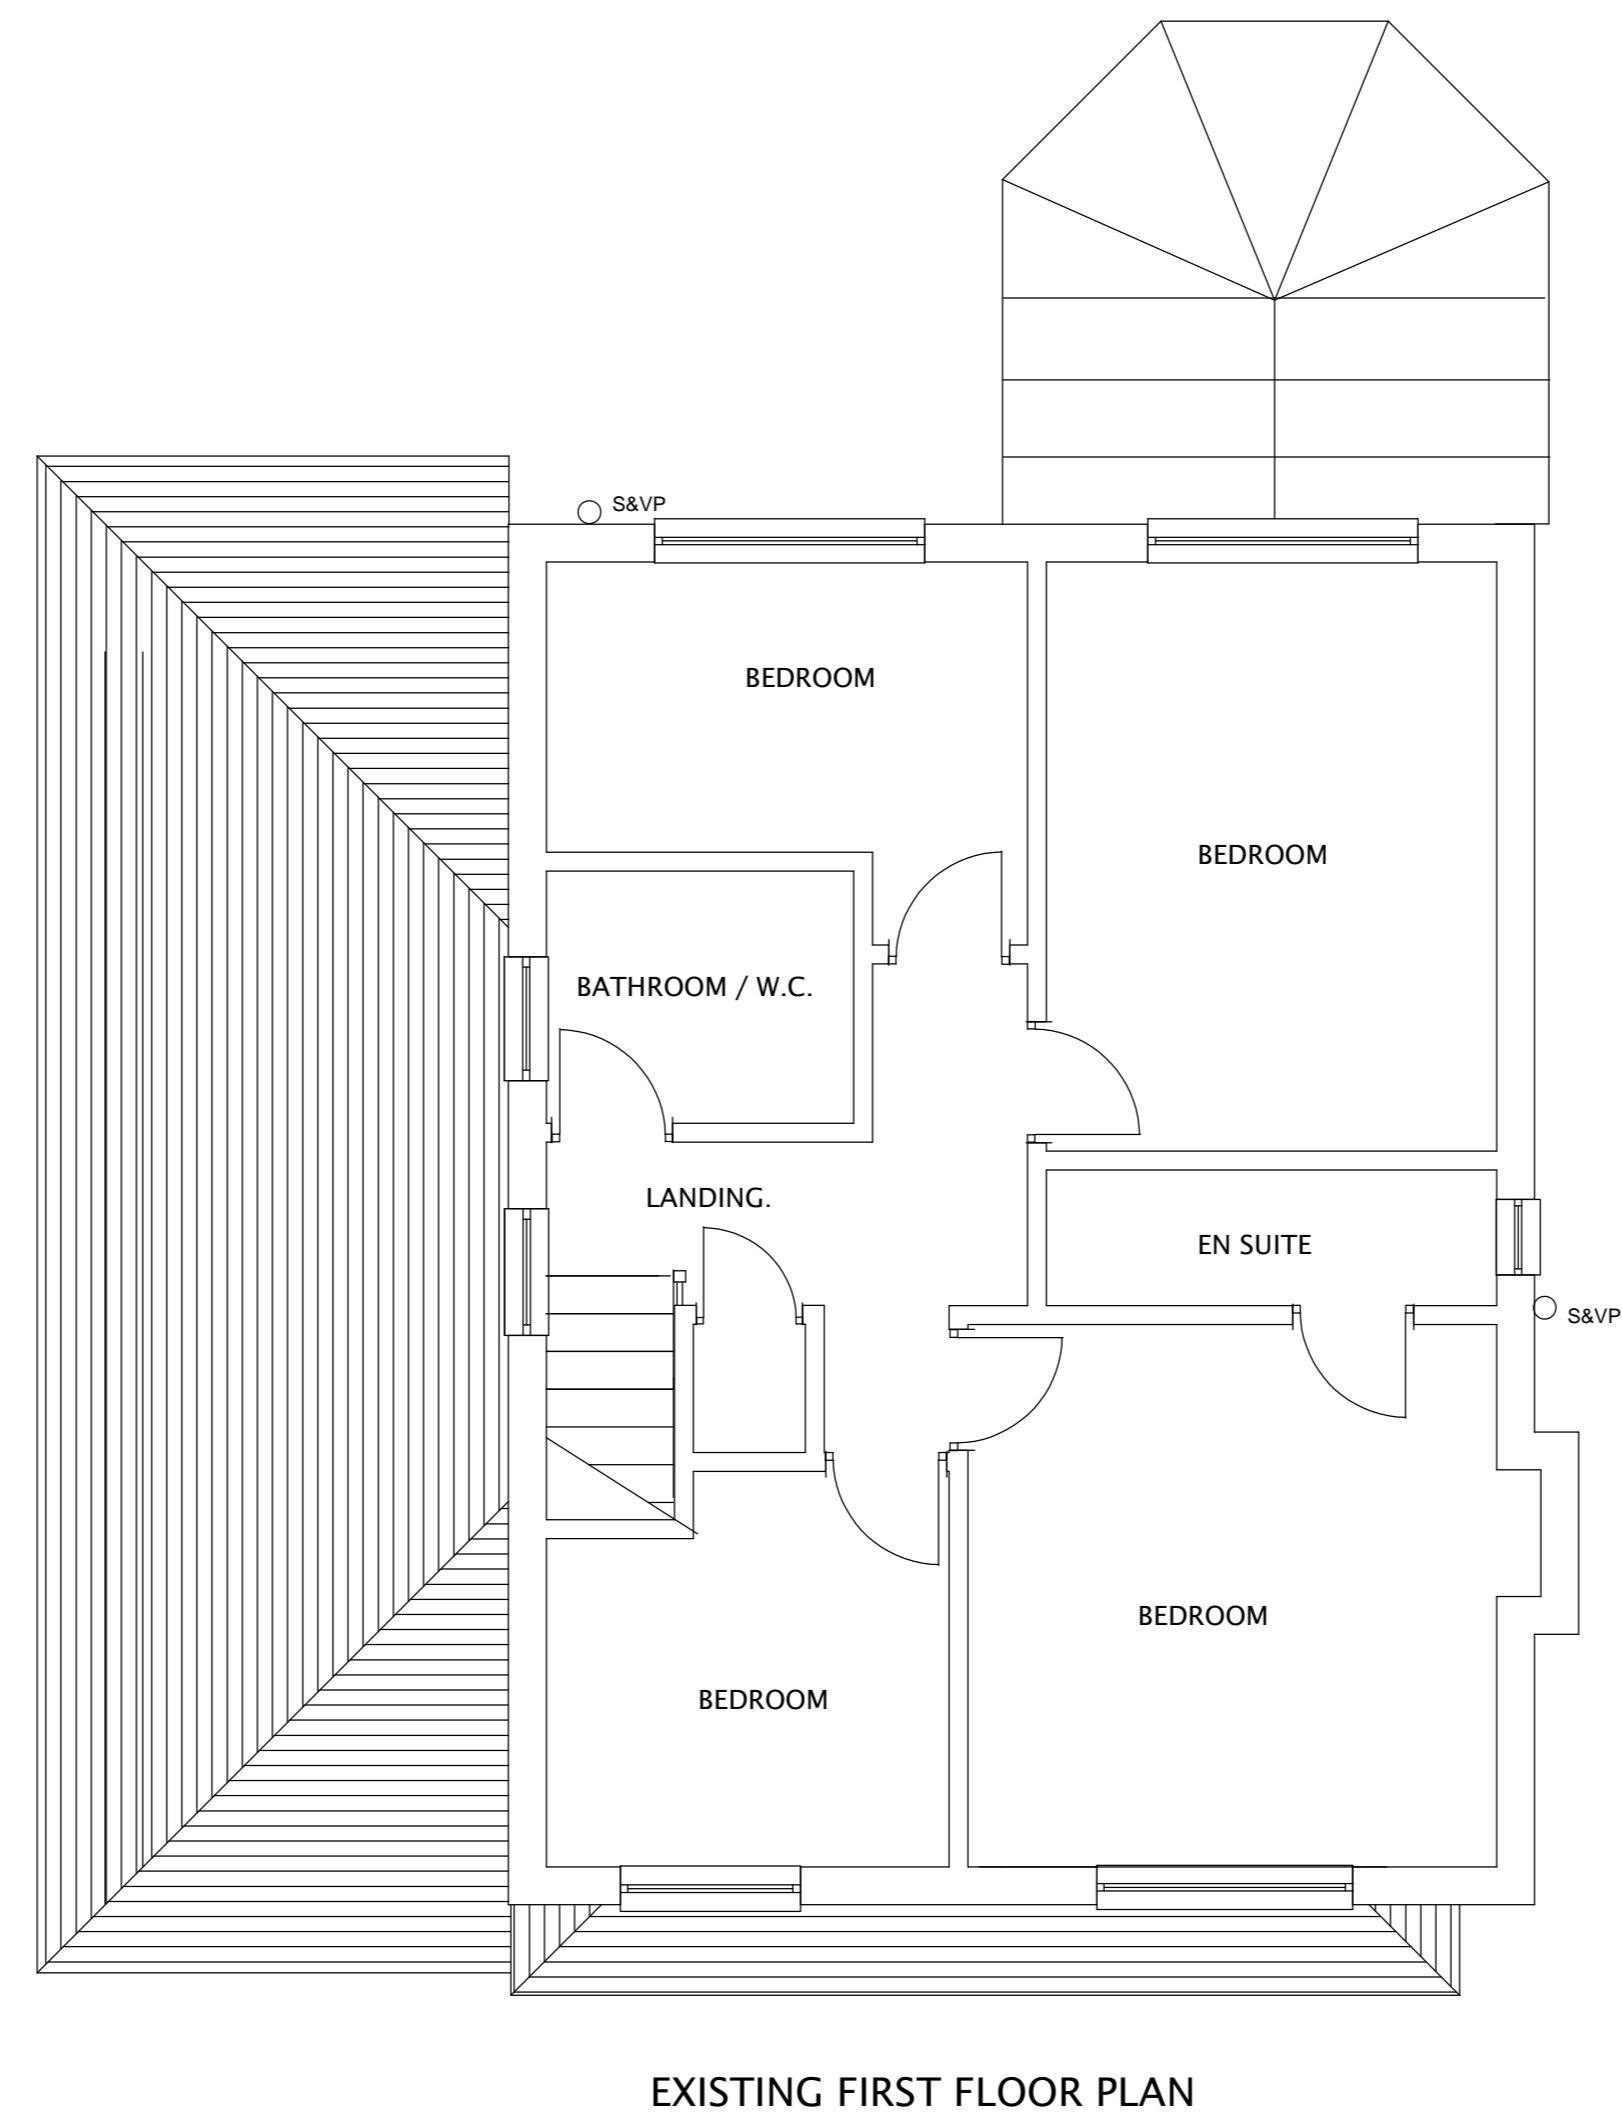 S&VP
BEDROOM
BEDROOM
BATHROOM / W.C.
LANDING.
EN SUITE
S&VP
BEDROOM
BEDROOM
EXISTING FIRST FLOOR PLAN